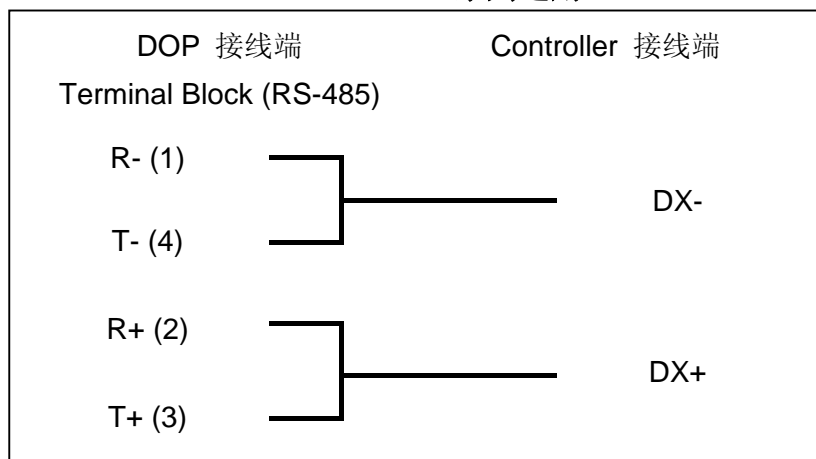 DOP 接线端 Controller 接线端
Terminal Block (RS-485)
R- (1)
DX-
T- (4)
R+ (2)
DX+
T+ (3)